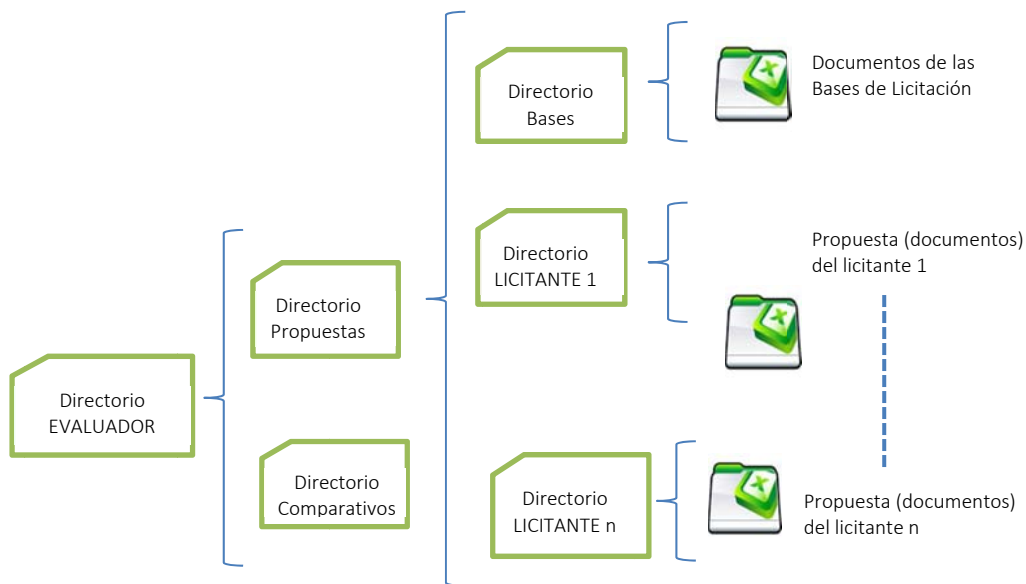 Directorio
EVALUADOR
Directorio
Propuestas
Directorio
Comparativos
Directorio
Bases
Documentos de las
Bases de Licitación
Directorio
LICITANTE 1
Propuesta (documentos)
del licitante 1
Directorio
LICITANTE n
Propuesta (documentos)
del licitante n